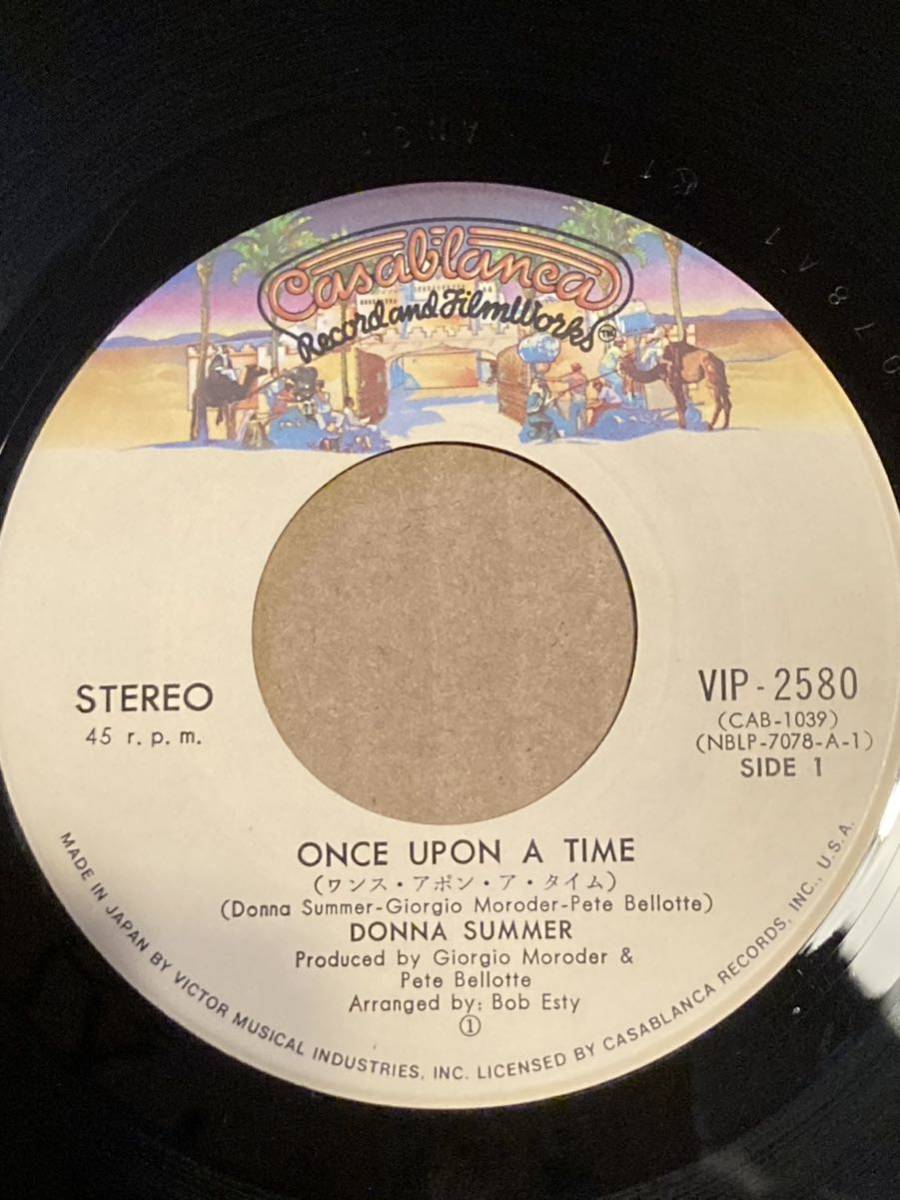 Casablanca
Record and FilmWorks™
STEREO
45 r.p.m.
VIP-2580
(CAB-1039)
(NBLP-7078-A-1)
SIDE 1
ONCE UPON A TIME
(ワンス・アポン・ア・タイム)
(Donna Summer-Giorgio Moroder-Pete Bellotte)
DONNA SUMMER
Produced by Giorgio Moroder &
Pete Bellotte
Arranged by: Bob Esty
①
MADE IN JAPAN BY VICTOR MUSICAL INDUSTRIES, INC. LICENSED BY CASABLANCA RECORDS, INC., U.S.A.